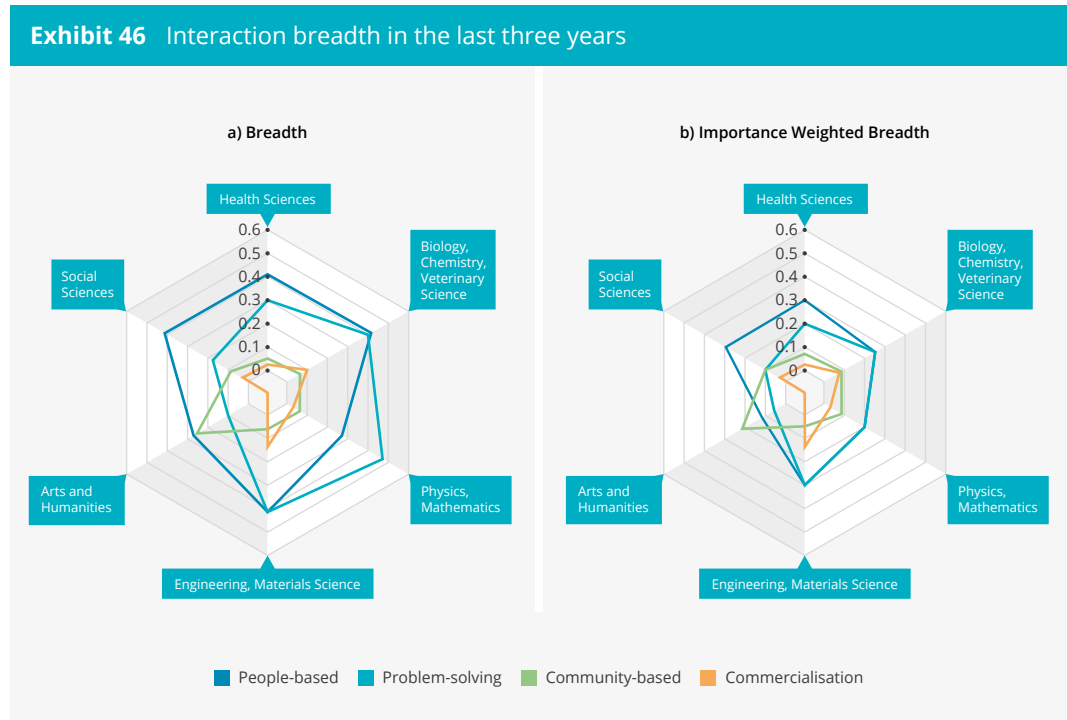 Exhibit 46 Interaction breadth in the last three years
a) Breadth
Health Sciences
0.6
0.5
0.4
0.3
0.2
0.1
0
Biology,
Chemistry,
Veterinary
Science
Social
Sciences
Arts and
Humanities
Physics,
Mathematics
Engineering, Materials Science
b) Importance Weighted Breadth
Health Sciences
0.6
0.5
0.4
0.3
0.2
0.1
0
Biology,
Chemistry,
Veterinary
Science
Social
Sciences
Arts and
Humanities
Physics,
Mathematics
Engineering, Materials Science
People-based Problem-solving Community-based Commercialisation